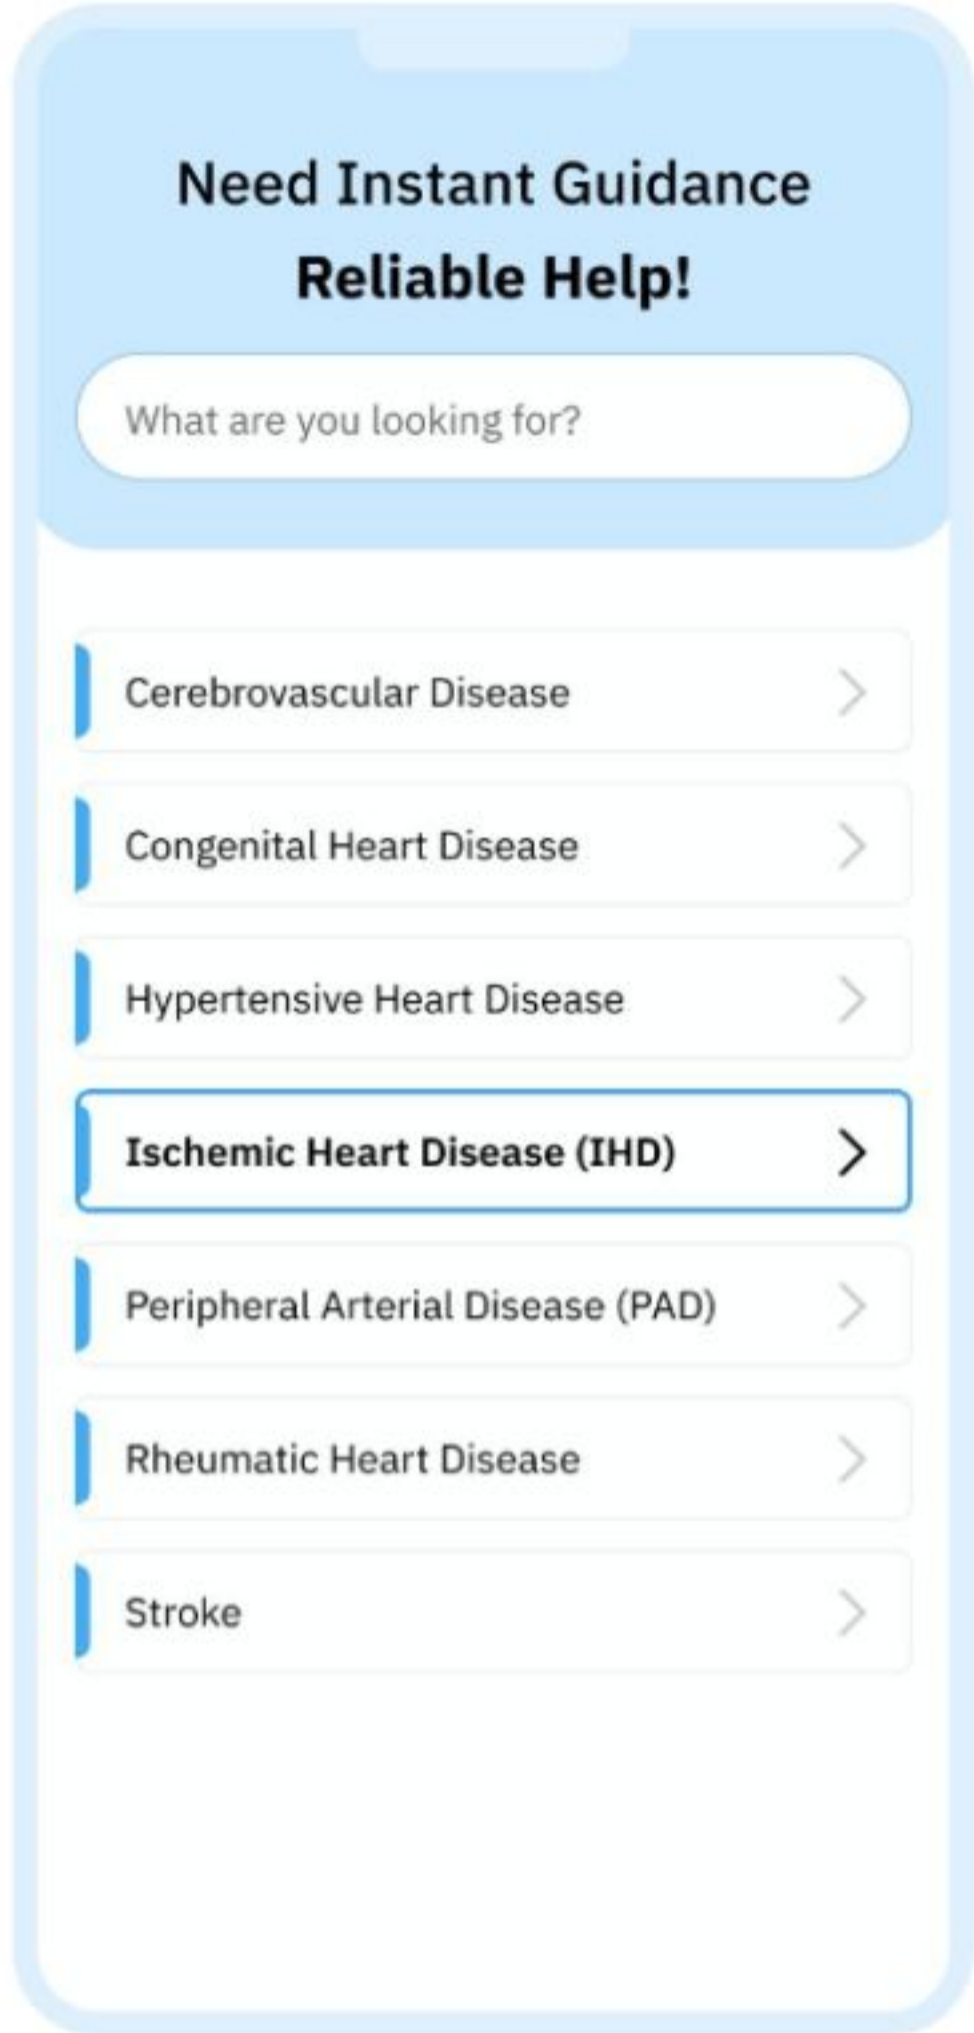 Need Instant Guidance
Reliable Help!
What are you looking for?
Cerebrovascular Disease
Congenital Heart Disease
Hypertensive Heart Disease
Ischemic Heart Disease (IHD)
Peripheral Arterial Disease (PAD)
Rheumatic Heart Disease
Stroke